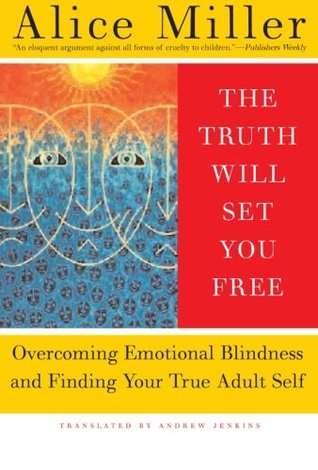 Alice Miller
"An eloquent argument against all forms of cruelty to children."—Publishers Weekly
THE
TRUTH
WILL
SET
YOU
FREE
Overcoming Emotional Blindness
and Finding Your True Adult Self
TRANSLATED BY ANDREW JENKINS